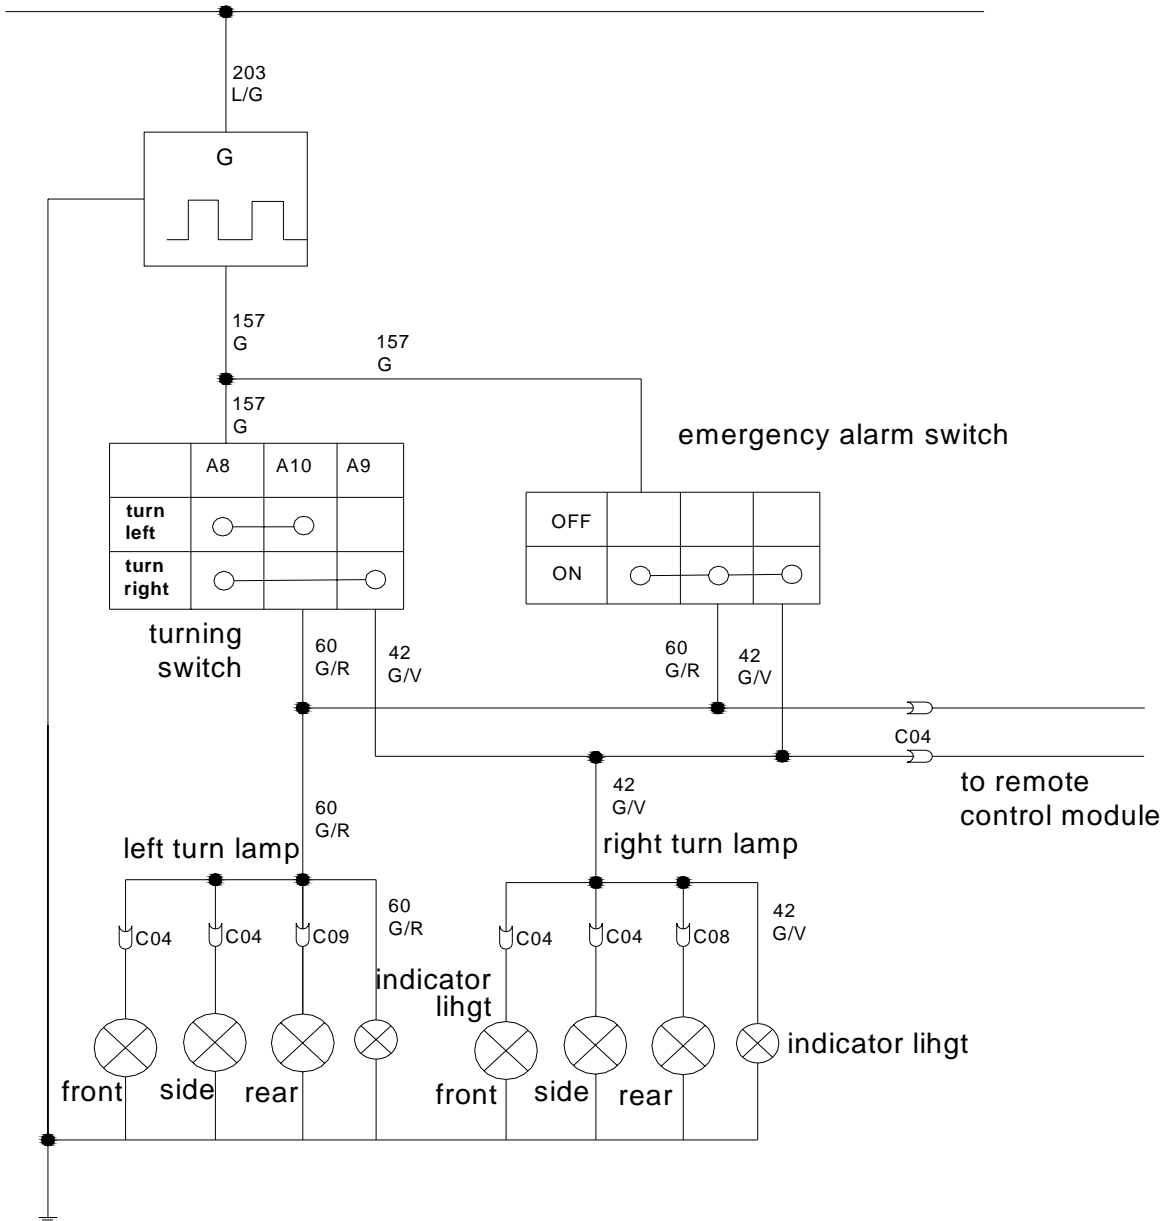 203
L/G
G
157
G
157
G
157
G
emergency alarm switch
A8 A10 A9
turn
left
turn
right
OFF
ON
turning
switch
60
G/R
42
G/V
60
G/R
42
G/V
C04
to remote
control module
60
G/R
42
G/V
left turn lamp
right turn lamp
60
G/R
42
G/V
C04 C04 C09
C04 C04 C08
indicator
lihgt
indicator lihgt
front side rear
front side rear